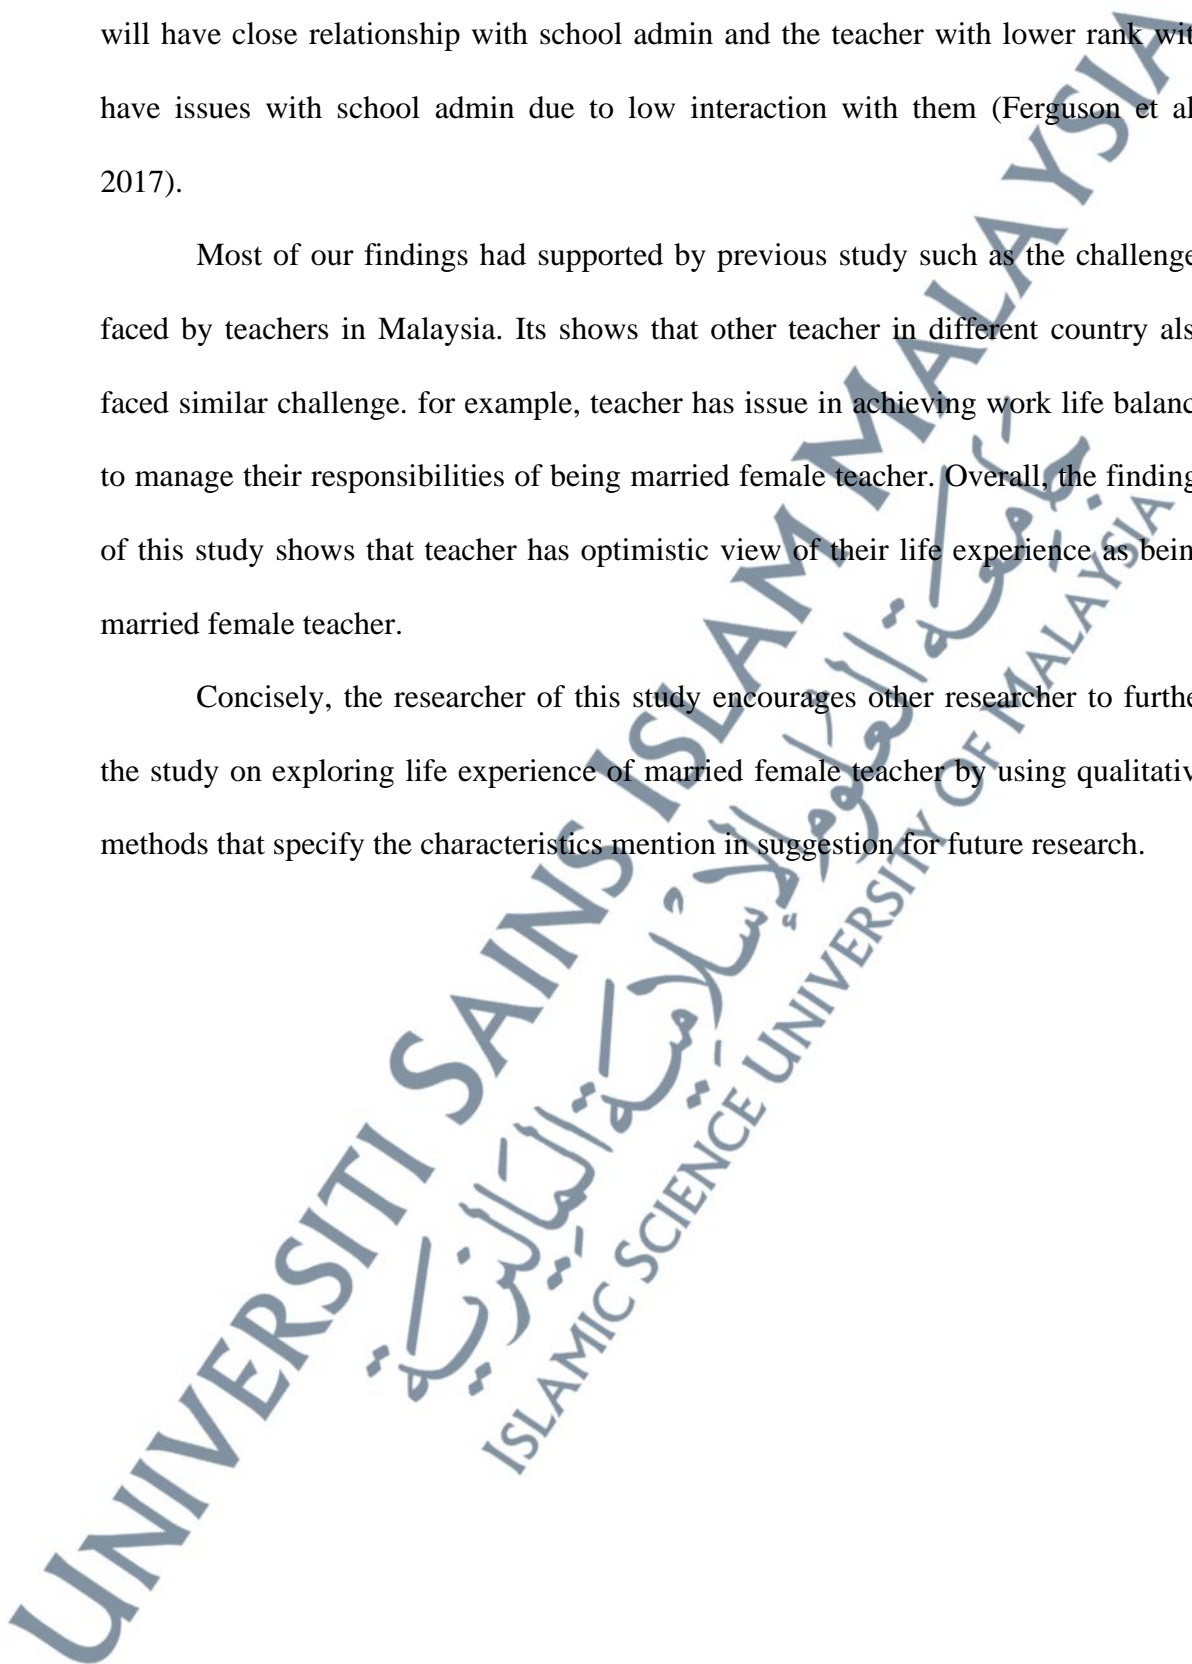 will have close relationship with school admin and the teacher with lower rank wit
have issues with school admin due to low interaction with them (Ferguson et al
2017).
Most of our findings had supported by previous study such as the challenge
faced by teachers in Malaysia. Its shows that other teacher in different country als
faced similar challenge. for example, teacher has issue in achieving work life balanc
to manage their responsibilities of being married female teacher. Overall, the finding
of this study shows that teacher has optimistic view of their life experience as bein
married female teacher.
Concisely, the researcher of this study encourages other researcher to furthe
the study on exploring life experience of married female teacher by using qualitativ
methods that specify the characteristics mention in suggestion for future research.
UNIVERSITI SAINS ISLAM MALAYSIA
جامعة العلوم الإسلامية الماليزية
ISLAMIC SCIENCE UNIVERSITY OF MALAYSIA